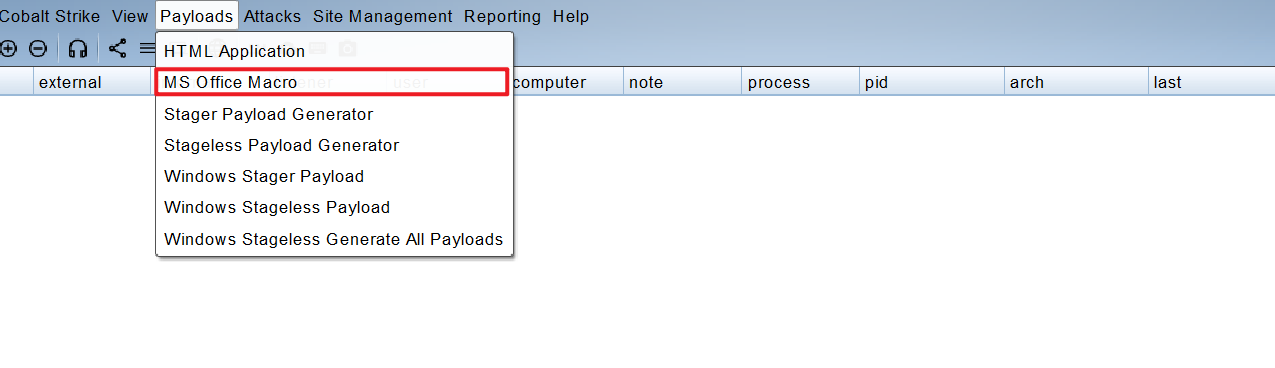 Cobalt Strike View Payloads Attacks Site Management Reporting Help
HTML Application
external MS Office Macro computer note process pid arch last
Stager Payload Generator
Stageless Payload Generator
Windows Stager Payload
Windows Stageless Payload
Windows Stageless Generate All Payloads